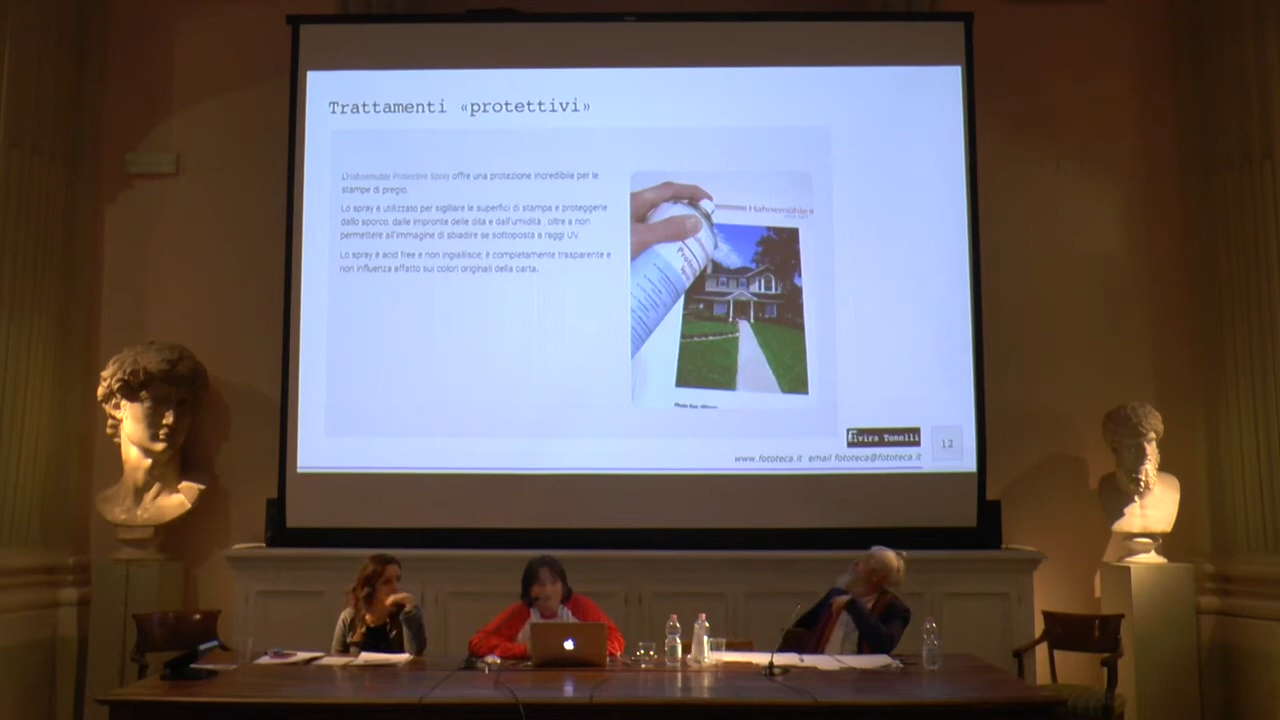 Trattamenti «protettivi»
L'Hahnemühle Protective Spray offre una protezione incredibile per le
stampe di pregio.
Lo spray è utilizzato per sigillare le superfici di stampa e proteggerle
dallo sporco, dalle impronte delle dita e dall'umidità , oltre a non
permettere all'immagine di sbiadire se sottoposta a raggi UV.
Lo spray è acid free e non ingiallisce; è completamente trasparente e
non influenza affatto sui colori originali della carta.
Hahnemühle
Elvira Tonelli
12
www.fototeca.it email fototeca@fototeca.it